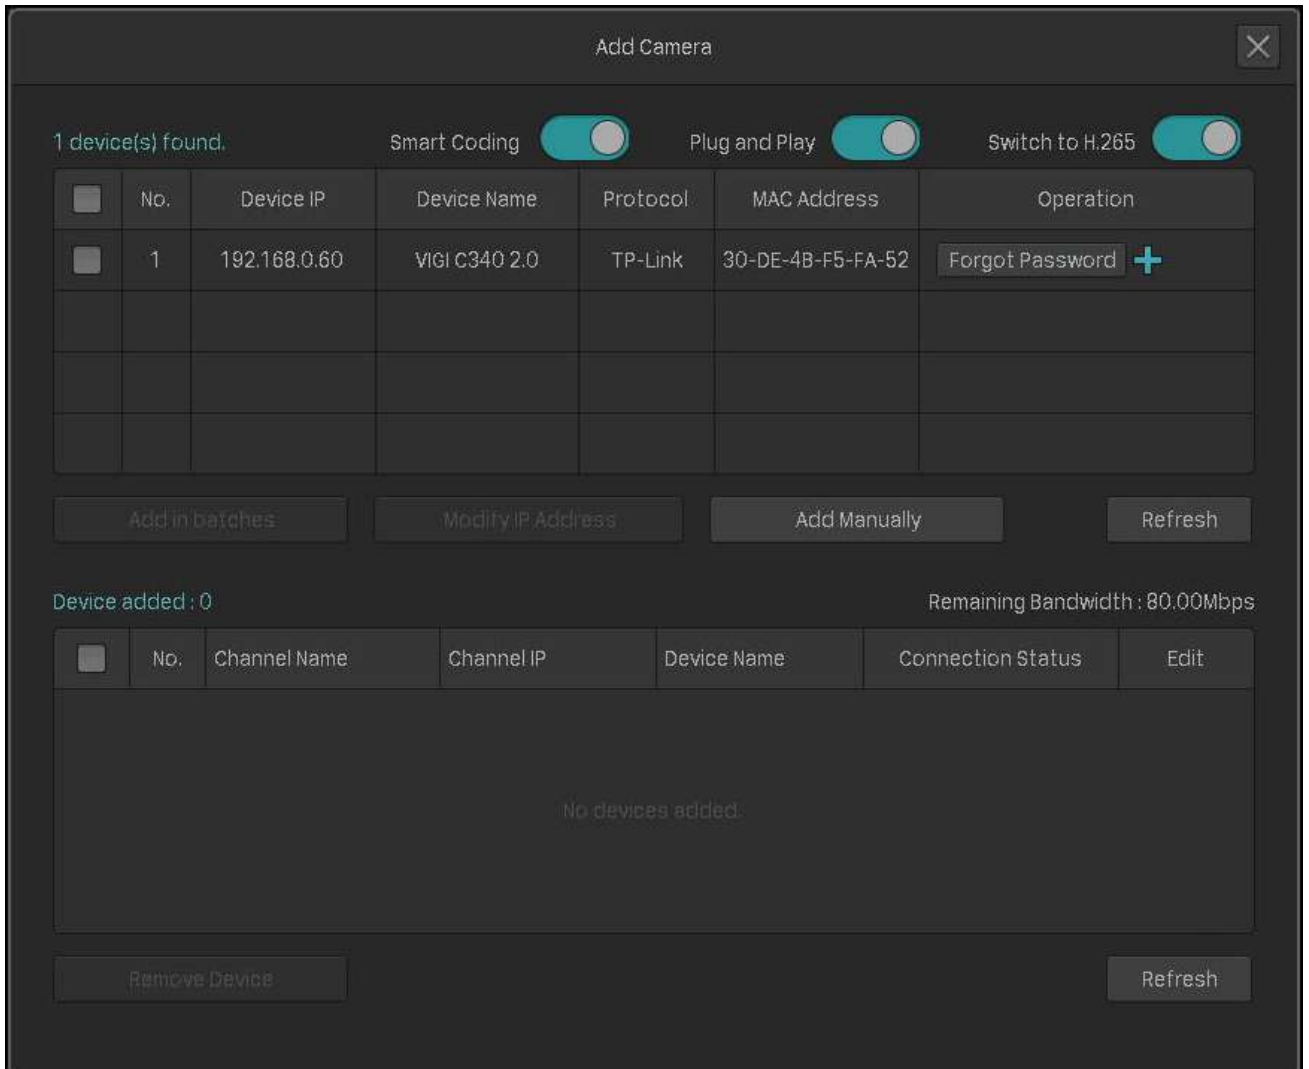 Add Camera
1 device(s) found. Smart Coding Plug and Play Switch to H.265
No. Device IP Device Name Protocol MAC Address Operation
1 192.168.0.60 VIGI C340 2.0 TP-Link 30-DE-4B-F5-FA-52 Forgot Password
Add in batches Modify IP Address Add Manually Refresh
Device added : 0 Remaining Bandwidth : 80.00Mbps
No. Channel Name Channel IP Device Name Connection Status Edit
No devices added.
Remove Device Refresh